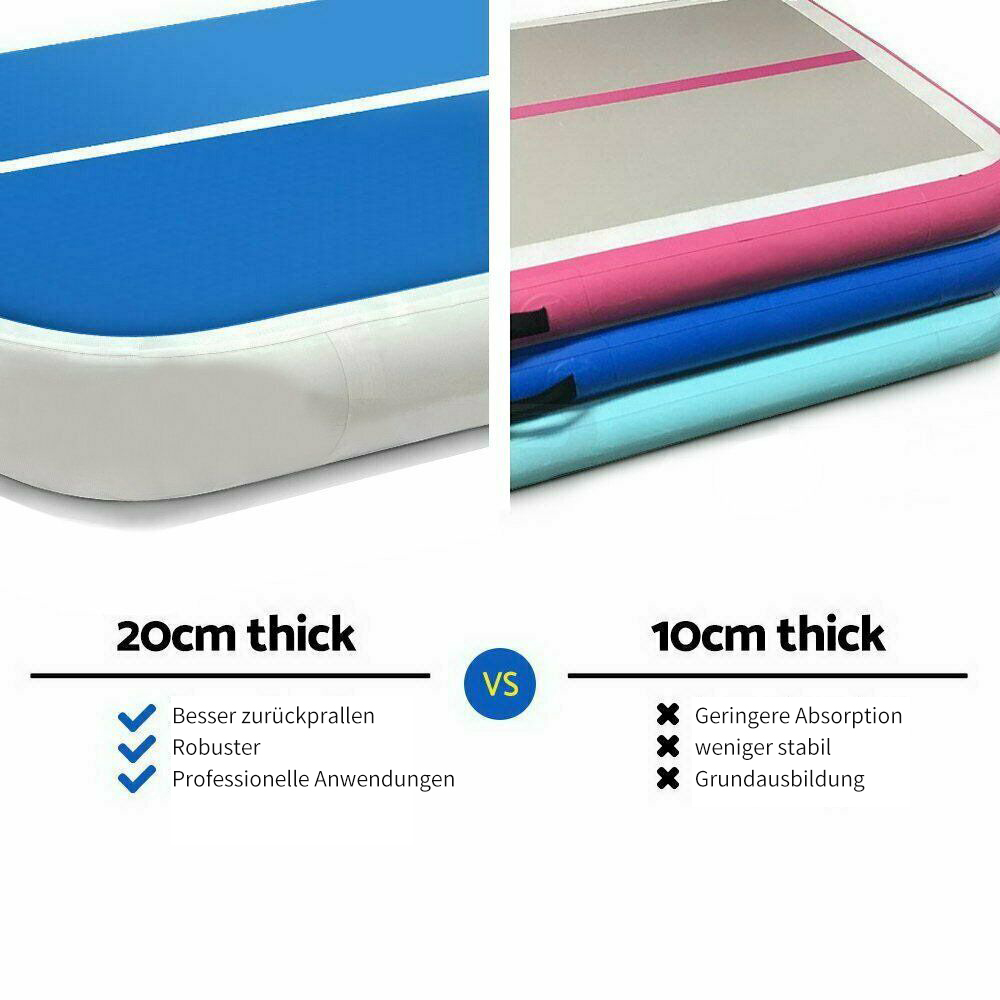 20cm thick
Besser zurückprallen
Robuster
Professionelle Anwendungen
VS
10cm thick
Geringere Absorption
weniger stabil
Grundausbildung